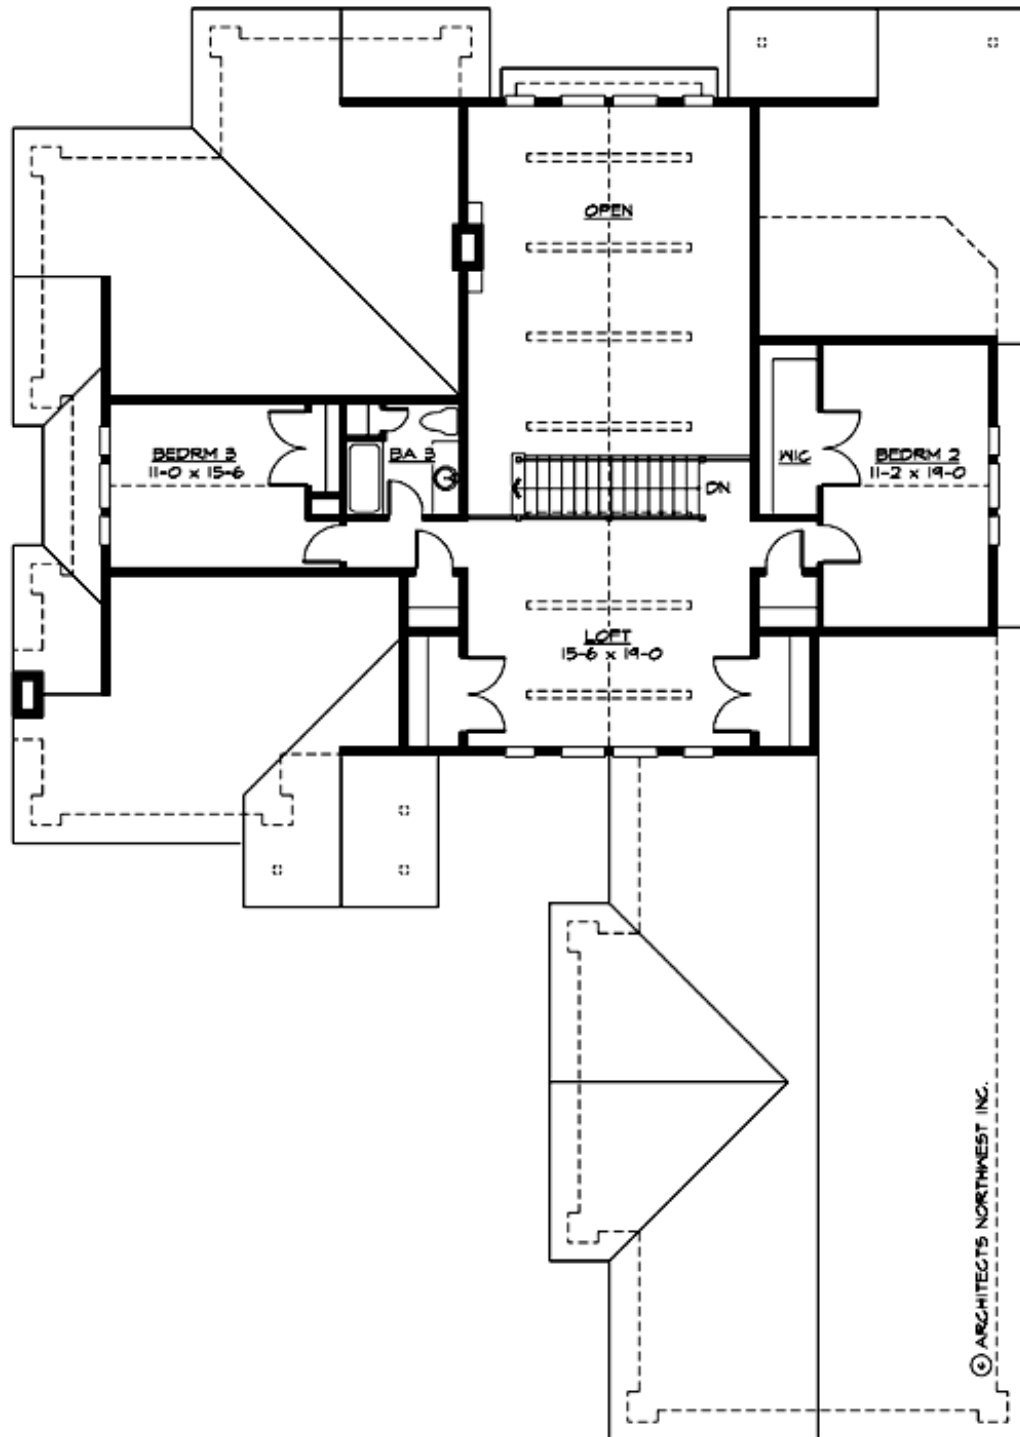 OPEN
BEDRM 3
11-0 x 15-6
BA 3
WIC
BEDRM 2
11-2 x 19-0
DN
LOFT
15-6 x 19-0
© ARCHITECTS NORTHWEST INC.